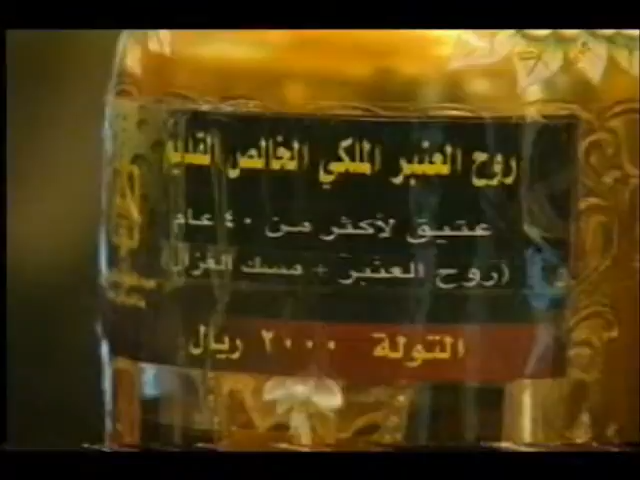 روح العنبر الملكي الخالص القديم
عتيق لأكثر من ٤٠ عام
(روح العنبر + مسك الغزال)
التولة ٢٠٠٠ ريال